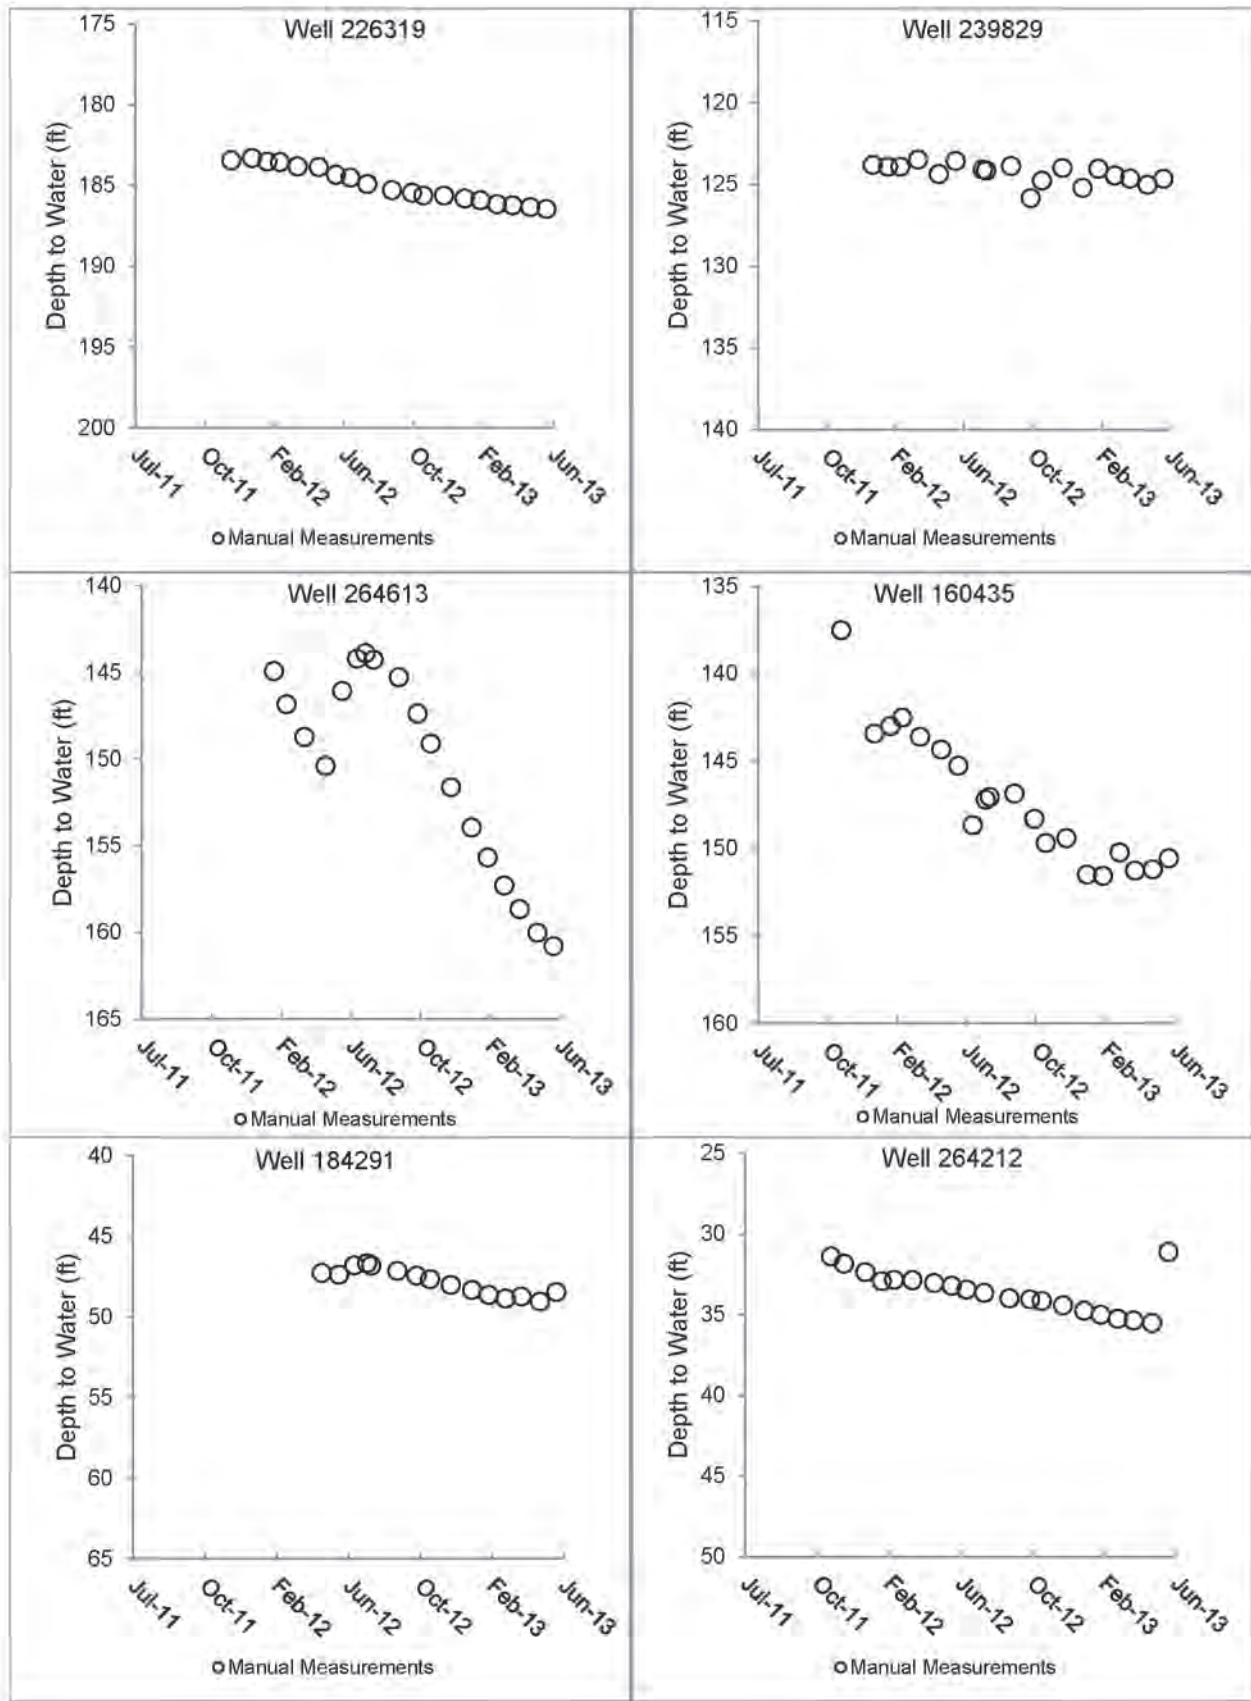 Well 226319
Depth to Water (ft)
175
180
185
190
195
200
Jul-11
Oct-11
Feb-12
Jun-12
Oct-12
Feb-13
Jun-13
Manual Measurements
Well 239829
Depth to Water (ft)
115
120
125
130
135
140
Jul-11
Oct-11
Feb-12
Jun-12
Oct-12
Feb-13
Jun-13
Manual Measurements
Well 264613
Depth to Water (ft)
140
145
150
155
160
165
Jul-11
Oct-11
Feb-12
Jun-12
Oct-12
Feb-13
Jun-13
Manual Measurements
Well 160435
Depth to Water (ft)
135
140
145
150
155
160
Jul-11
Oct-11
Feb-12
Jun-12
Oct-12
Feb-13
Jun-13
Manual Measurements
Well 184291
Depth to Water (ft)
40
45
50
55
60
65
Jul-11
Oct-11
Feb-12
Jun-12
Oct-12
Feb-13
Jun-13
Manual Measurements
Well 264212
Depth to Water (ft)
25
30
35
40
45
50
Jul-11
Oct-11
Feb-12
Jun-12
Oct-12
Feb-13
Jun-13
Manual Measurements